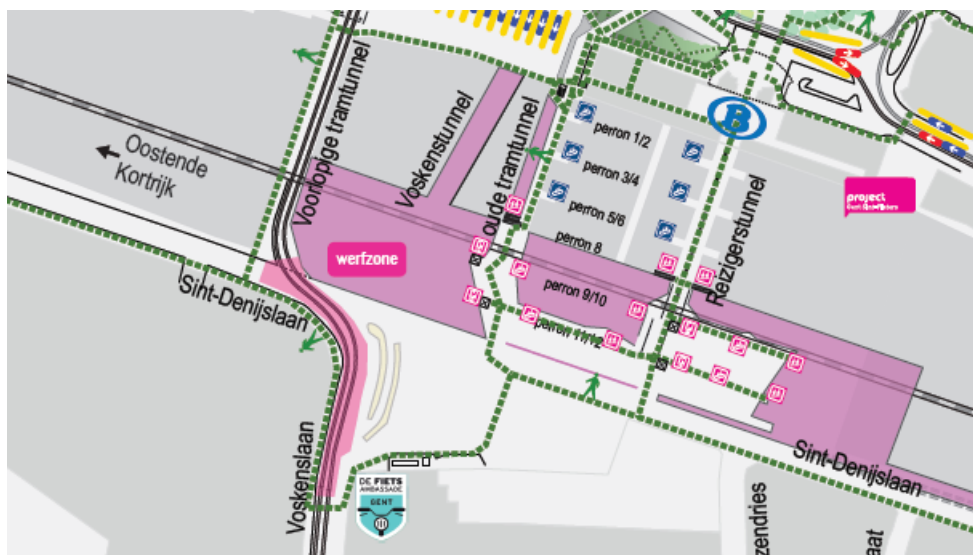 Voorlopige tramtunnel
Voskenstunnel
oude tramtunnel
perron 1/2
perron 3/4
perron 5/6
perron 8
perron 9/10
perron 11/12
B
Reizigerstunnel
project
Oostende
Kortrijk
werfzone
Sint-Denijslaan
Voskenslaan
DE FIETS
AMBASSADE
GENT
Sint-Denijslaan
zendries
aat